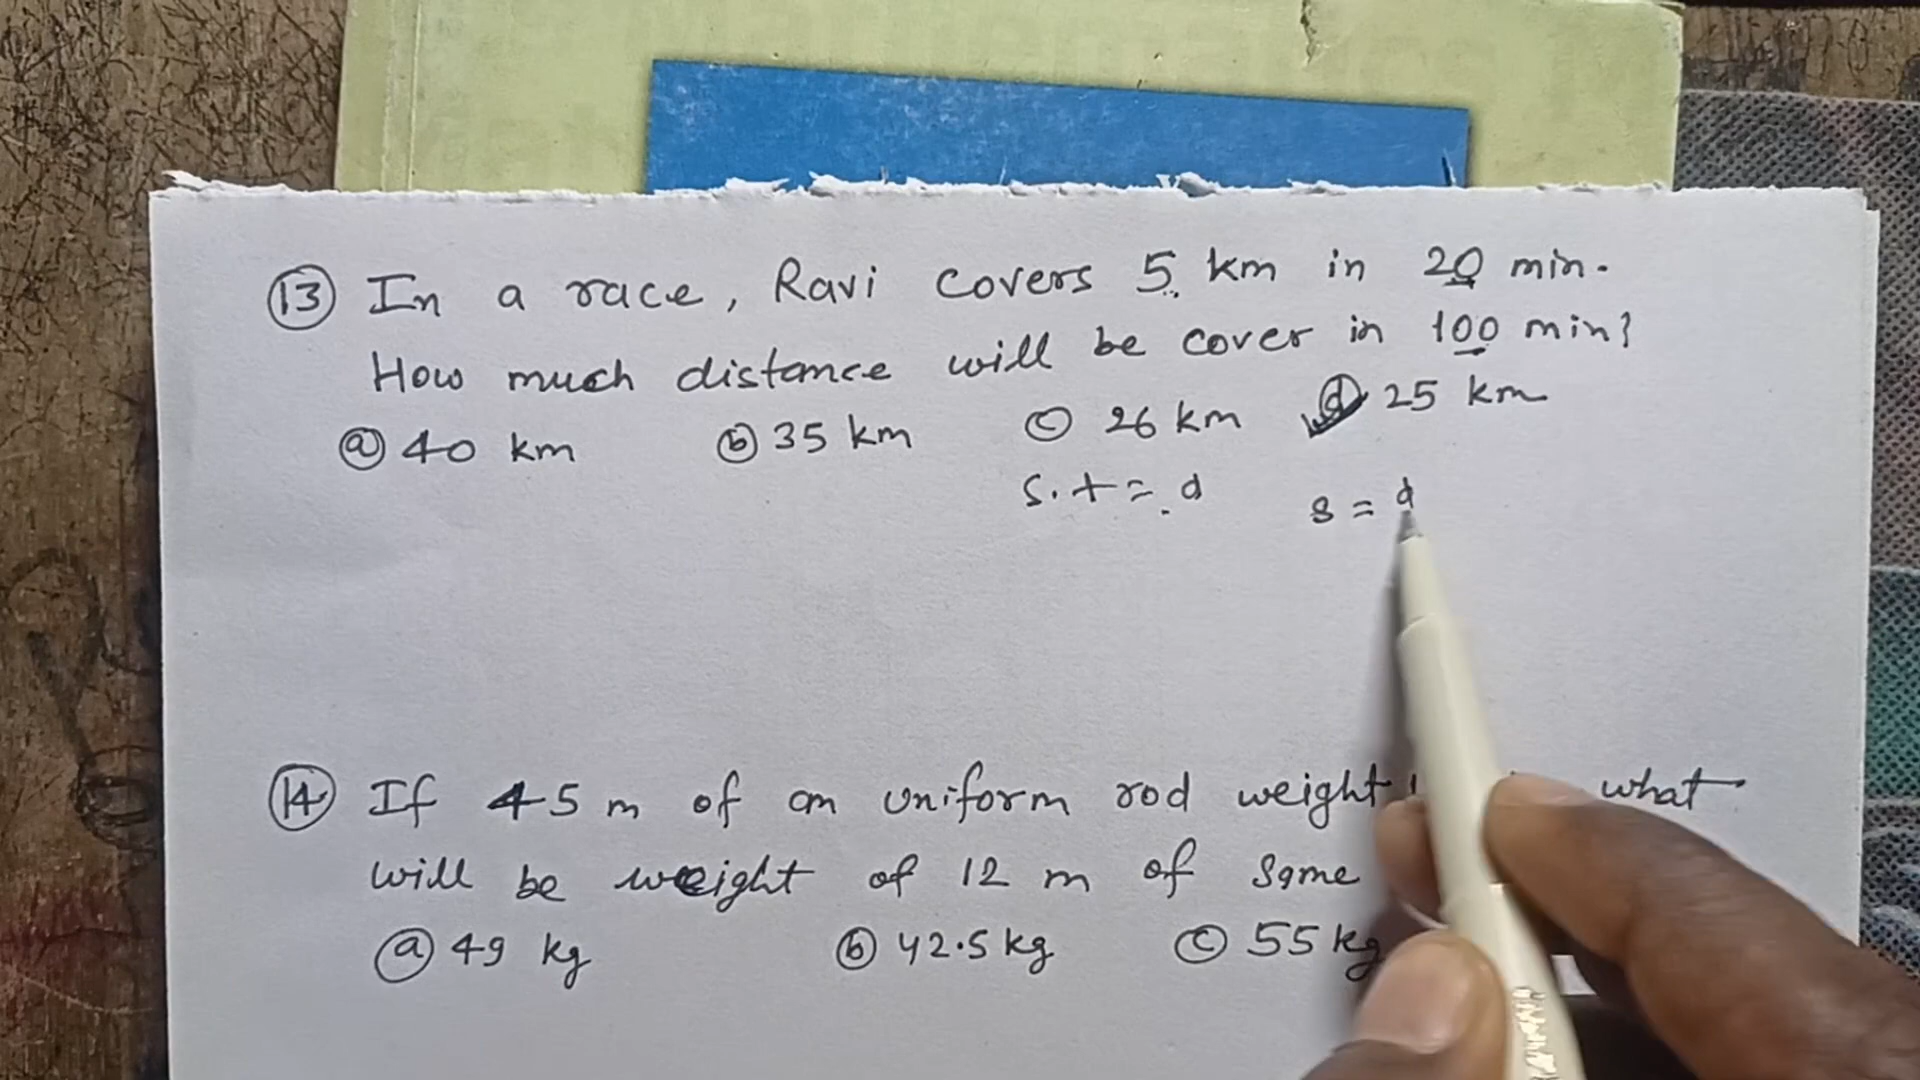 (13) In a race, Ravi covers 5 km in 20 min.
How much distance will be cover in 100 min?
(a) 40 km (b) 35 km (c) 26 km (d) 25 km
s.t = d s = d
(14) If 45 m of an uniform rod weight what
will be weight of 12 m of same
(a) 49 kg (b) 42.5 kg (c) 55 kg